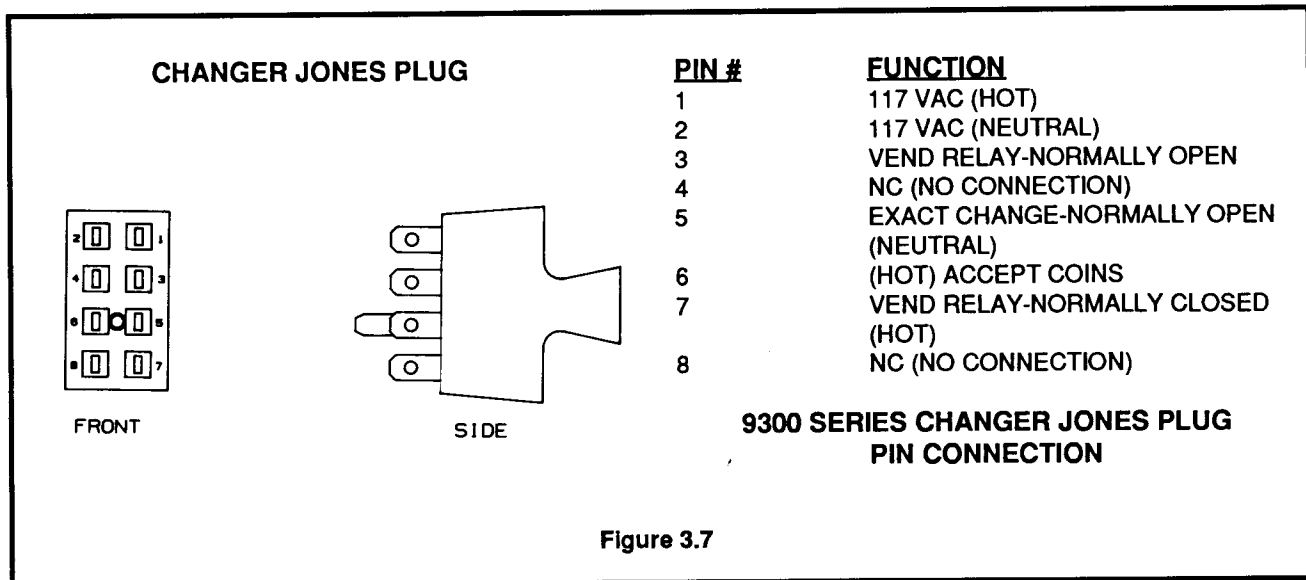 CHANGER JONES PLUG
2 1
4 3
6 5
8 7
FRONT
SIDE
PIN # FUNCTION
1 117 VAC (HOT)
2 117 VAC (NEUTRAL)
3 VEND RELAY-NORMALLY OPEN
4 NC (NO CONNECTION)
5 EXACT CHANGE-NORMALLY OPEN
(NEUTRAL)
6 (HOT) ACCEPT COINS
7 VEND RELAY-NORMALLY CLOSED
(HOT)
8 NC (NO CONNECTION)
9300 SERIES CHANGER JONES PLUG
PIN CONNECTION
Figure 3.7